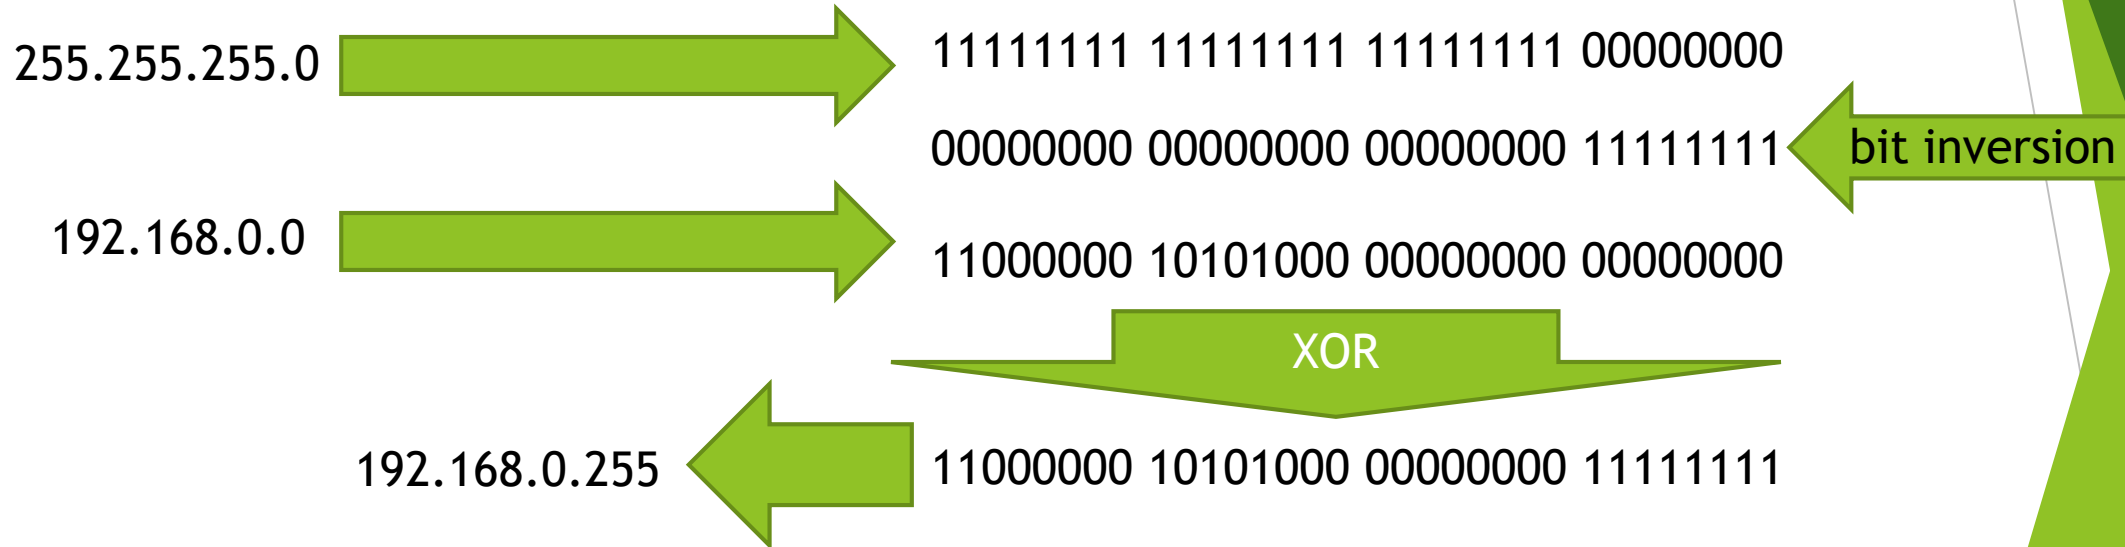 255.255.255.0 11111111 11111111 11111111 00000000
00000000 00000000 00000000 11111111 bit inversion
192.168.0.0 11000000 10101000 00000000 00000000
XOR
192.168.0.255 11000000 10101000 00000000 11111111